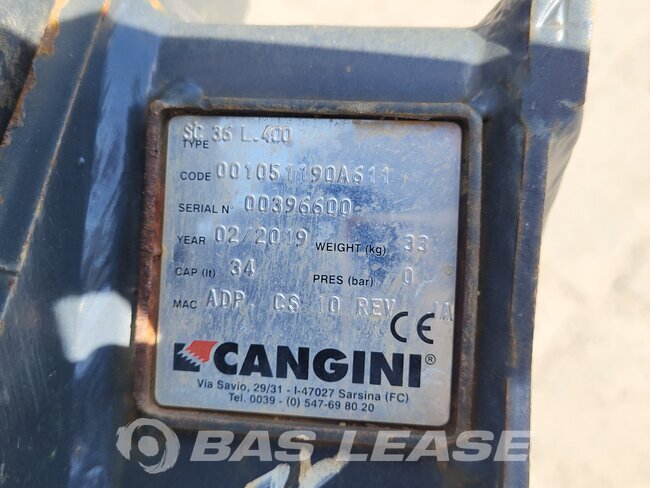 SC 36 L.400
TYPE
CODE 001051190A611
SERIAL N° 00396600
YEAR 02/2019 WEIGHT (kg) 33
CAP (lt) 34 PRES (bar) 0
MAC ADP. CS 10 REV IA
CE
CANGINI®
Via Savio, 29/31 - I-47027 Sarsina (FC)
Tel. 0039 - (0) 547-69 80 20
BAS LEASE